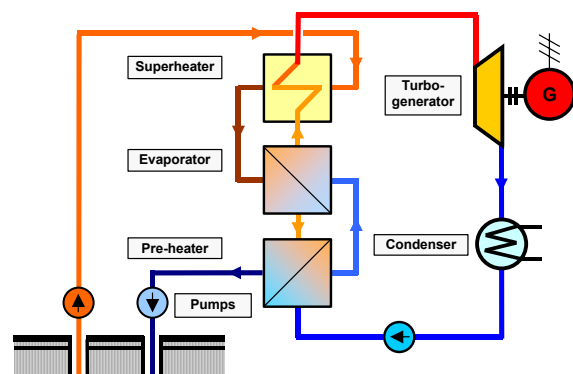 Superheater
Turbo-
generator
G
Evaporator
Pre-heater
Condenser
Pumps